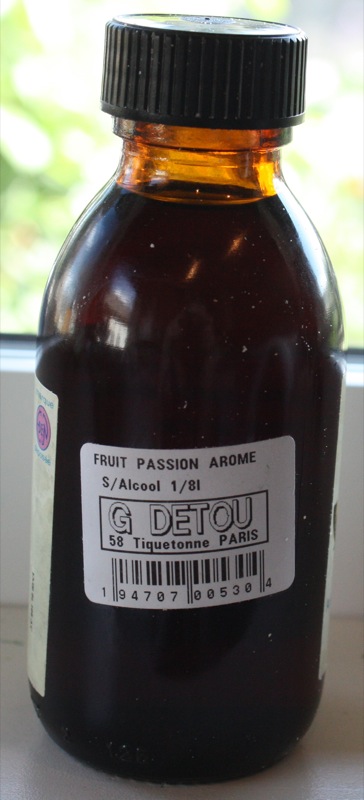 FRUIT PASSION AROME
S/Alcool 1/8l
G DETOU
58 Tiquetonne PARIS
1 94707 00530 4